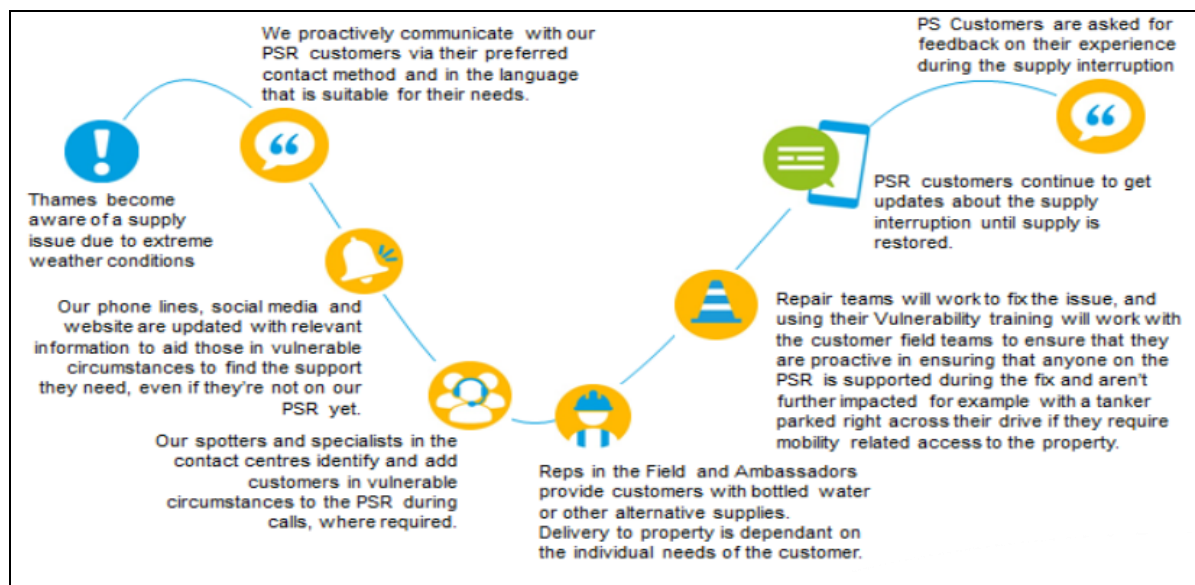 Thames become
aware of a supply
issue due to extreme
weather conditions
We proactively communicate with our
PSR customers via their preferred
contact method and in the language
that is suitable for their needs.
Our phone lines, social media and
website are updated with relevant
information to aid those in vulnerable
circumstances to find the support
they need, even if they're not on our
PSR yet.
Our spotters and specialists in the
contact centres identify and add
customers in vulnerable
circumstances to the PSR during
calls, where required.
Reps in the Field and Ambassadors
provide customers with bottled water
or other alternative supplies.
Delivery to property is dependant on
the individual needs of the customer.
Repair teams will work to fix the issue, and
using their Vulnerability training will work with
the customer field teams to ensure that they
are proactive in ensuring that anyone on the
PSR is supported during the fix and aren't
further impacted for example with a tanker
parked right across their drive if they require
mobility related access to the property.
PSR customers continue to get
updates about the supply
interruption until supply is
restored.
PS Customers are asked for
feedback on their experience
during the supply interruption